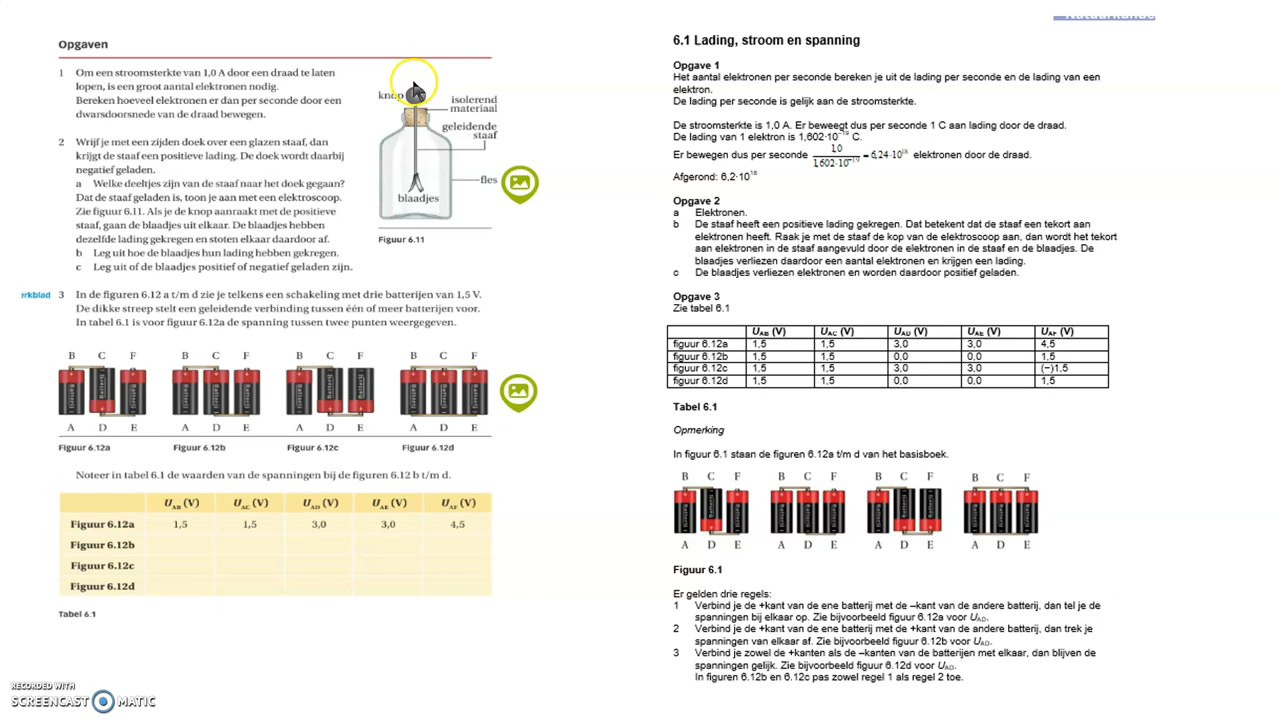 Opgaven
1 Om een stroomsterkte van 1,0 A door een draad te laten
lopen, is een groot aantal elektronen nodig.
Bereken hoeveel elektronen er dan per seconde door een
dwarsdoorsnede van de draad bewegen.
2 Wrijf je met een zijden doek over een glazen staaf, dan
krijgt de staaf een positieve lading. De doek wordt daarbij
negatief geladen.
a Welke deeltjes zijn van de staaf naar het doek gegaan?
Dat de staaf geladen is, toon je aan met een elektroscoop.
Zie figuur 6.11. Als je de knop aanraakt met de positieve
staaf, gaan de blaadjes uit elkaar. De blaadjes hebben
dezelfde lading gekregen en stoten elkaar daardoor af.
b Leg uit hoe de blaadjes hun lading hebben gekregen.
c Leg uit of de blaadjes positief of negatief geladen zijn.
knop
isolerend
materiaal
geleidende
staaf
fles
blaadjes
Figuur 6.11
erkblad 3 In de figuren 6.12 a t/m d zie je telkens een schakeling met drie batterijen van 1,5 V.
De dikke streep stelt een geleidende verbinding tussen één of meer batterijen voor.
In tabel 6.1 is voor figuur 6.12a de spanning tussen twee punten weergegeven.
B C F B C F B C F B C F
A D E A D E A D E A D E
Figuur 6.12a Figuur 6.12b Figuur 6.12c Figuur 6.12d
Noteer in tabel 6.1 de waarden van de spanningen bij de figuren 6.12 b t/m d.
U_AB (V) U_AC (V) U_AD (V) U_AE (V) U_AF (V)
Figuur 6.12a 1,5 1,5 3,0 3,0 4,5
Figuur 6.12b
Figuur 6.12c
Figuur 6.12d
Tabel 6.1
RECORDED WITH
SCREENCAST MATIC
6.1 Lading, stroom en spanning
Opgave 1
Het aantal elektronen per seconde bereken je uit de lading per seconde en de lading van een
elektron.
De lading per seconde is gelijk aan de stroomsterkte.
De stroomsterkte is 1,0 A. Er beweegt dus per seconde 1 C aan lading door de draad.
De lading van 1 elektron is 1,602·10⁻¹⁹ C.
Er bewegen dus per seconde 1,0 / 1,602·10⁻¹⁹ = 6,24·10¹⁸ elektronen door de draad.
Afgerond: 6,2·10¹⁸
Opgave 2
a Elektronen.
b De staaf heeft een positieve lading gekregen. Dat betekent dat de staaf een tekort aan
elektronen heeft. Raak je met de staaf de kop van de elektroscoop aan, dan wordt het tekort
aan elektronen in de staaf aangevuld door de elektronen in de staaf en de blaadjes. De
blaadjes verliezen daardoor een aantal elektronen en krijgen een lading.
c De blaadjes verliezen elektronen en worden daardoor positief geladen.
Opgave 3
Zie tabel 6.1
U_AB (V) U_AC (V) U_AD (V) U_AE (V) U_AF (V)
figuur 6.12a 1,5 1,5 3,0 3,0 4,5
figuur 6.12b 1,5 1,5 0,0 0,0 1,5
figuur 6.12c 1,5 1,5 3,0 3,0 (−)1,5
figuur 6.12d 1,5 1,5 0,0 0,0 1,5
Tabel 6.1
Opmerking
In figuur 6.1 staan de figuren 6.12a t/m d van het basisboek.
B C F B C F B C F B C F
A D E A D E A D E A D E
Figuur 6.1
Er gelden drie regels:
1 Verbind je de +kant van de ene batterij met de –kant van de andere batterij, dan tel je de
spanningen bij elkaar op. Zie bijvoorbeeld figuur 6.12a voor U_AD.
2 Verbind je de +kant van de ene batterij met de +kant van de andere batterij, dan trek je
spanningen van elkaar af. Zie bijvoorbeeld figuur 6.12b voor U_AD.
3 Verbind je zowel de +kanten als de –kanten van de batterijen met elkaar, dan blijven de
spanningen gelijk. Zie bijvoorbeeld figuur 6.12d voor U_AD.
In figuren 6.12b en 6.12c pas zowel regel 1 als regel 2 toe.